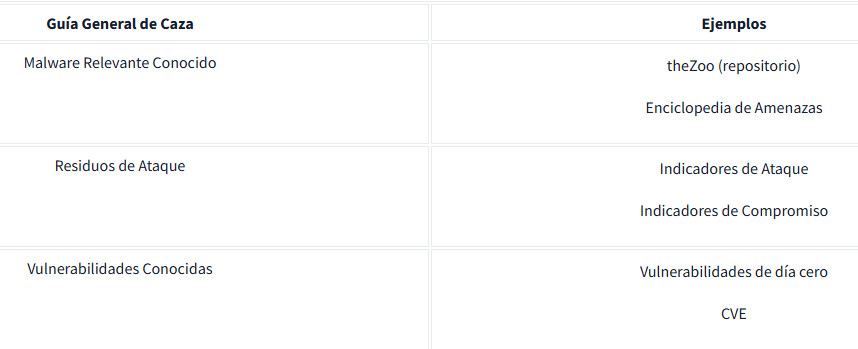 Guía General de Caza
Ejemplos
Malware Relevante Conocido
theZoo (repositorio)
Enciclopedia de Amenazas
Residuos de Ataque
Indicadores de Ataque
Indicadores de Compromiso
Vulnerabilidades Conocidas
Vulnerabilidades de día cero
CVE